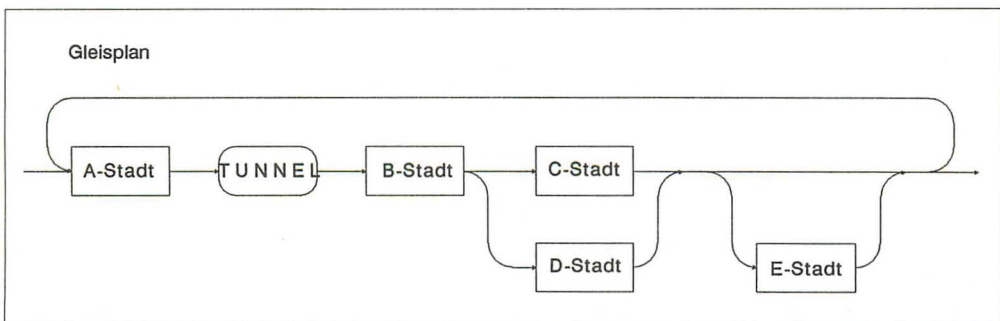 Gleisplan
A-Stadt
TUNNEL
B-Stadt
C-Stadt
D-Stadt
E-Stadt